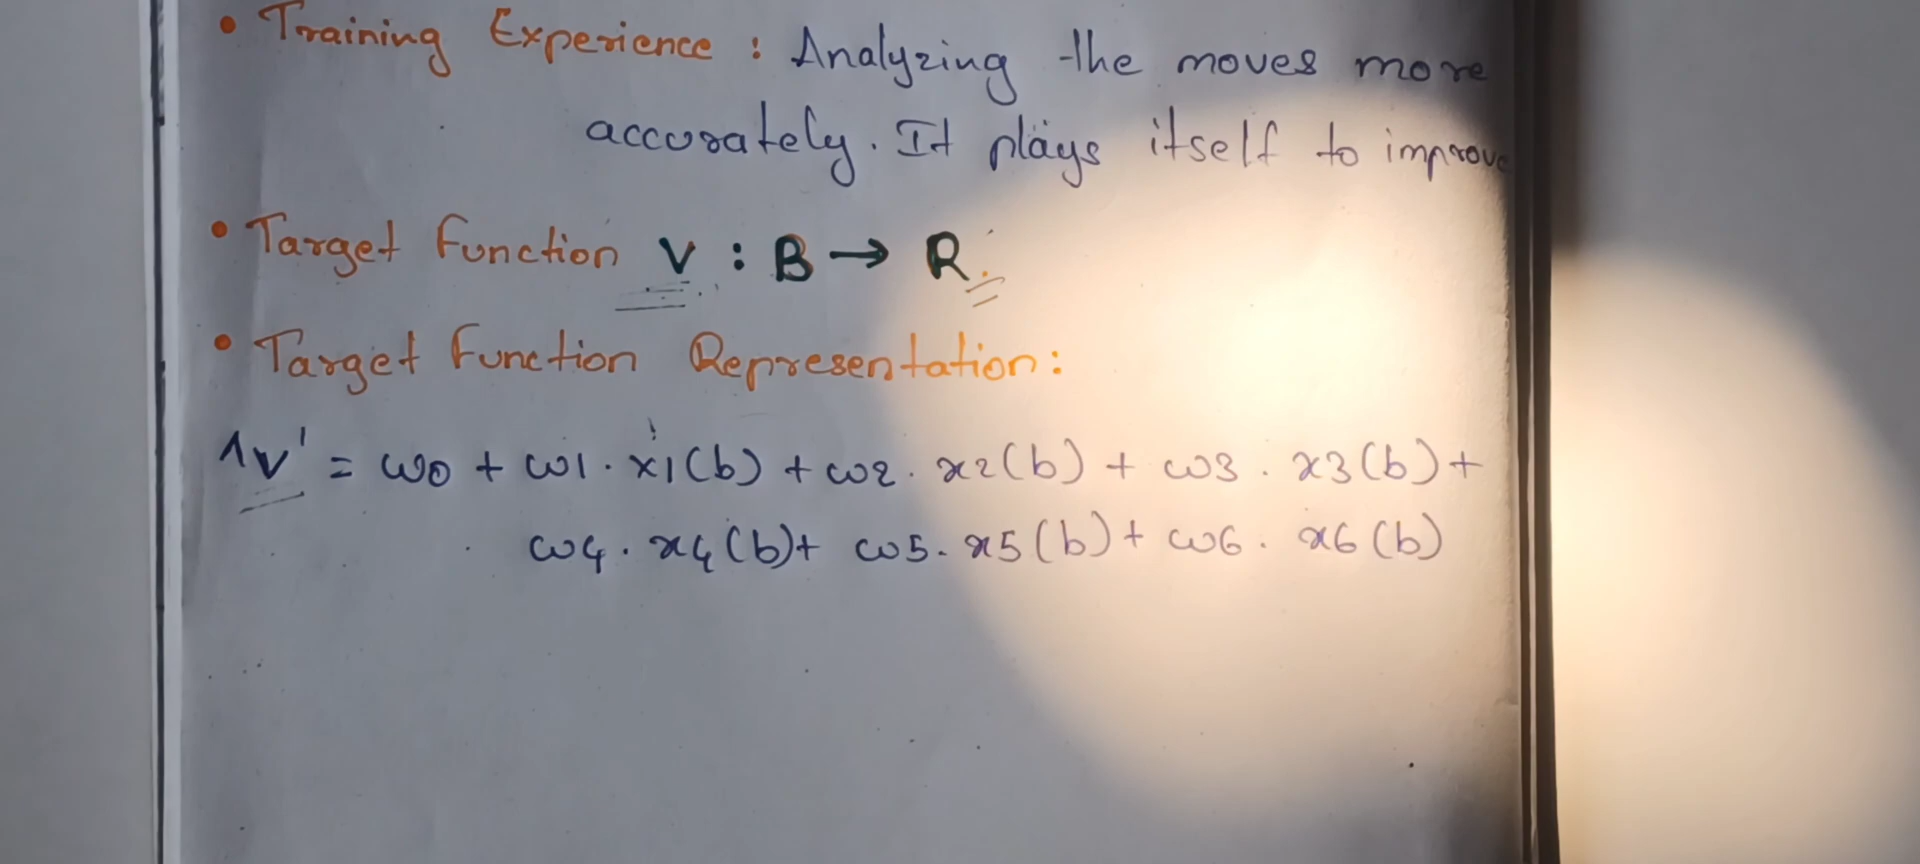 • Training Experience : Analyzing the moves more
accurately. It plays itself to improve
• Target Function V : B → R.
• Target Function Representation:
^V' = w0 + w1 . x1(b) + w2 . x2(b) + w3 . x3(b) +
w4 . x4(b) + w5 . x5(b) + w6 . x6(b)